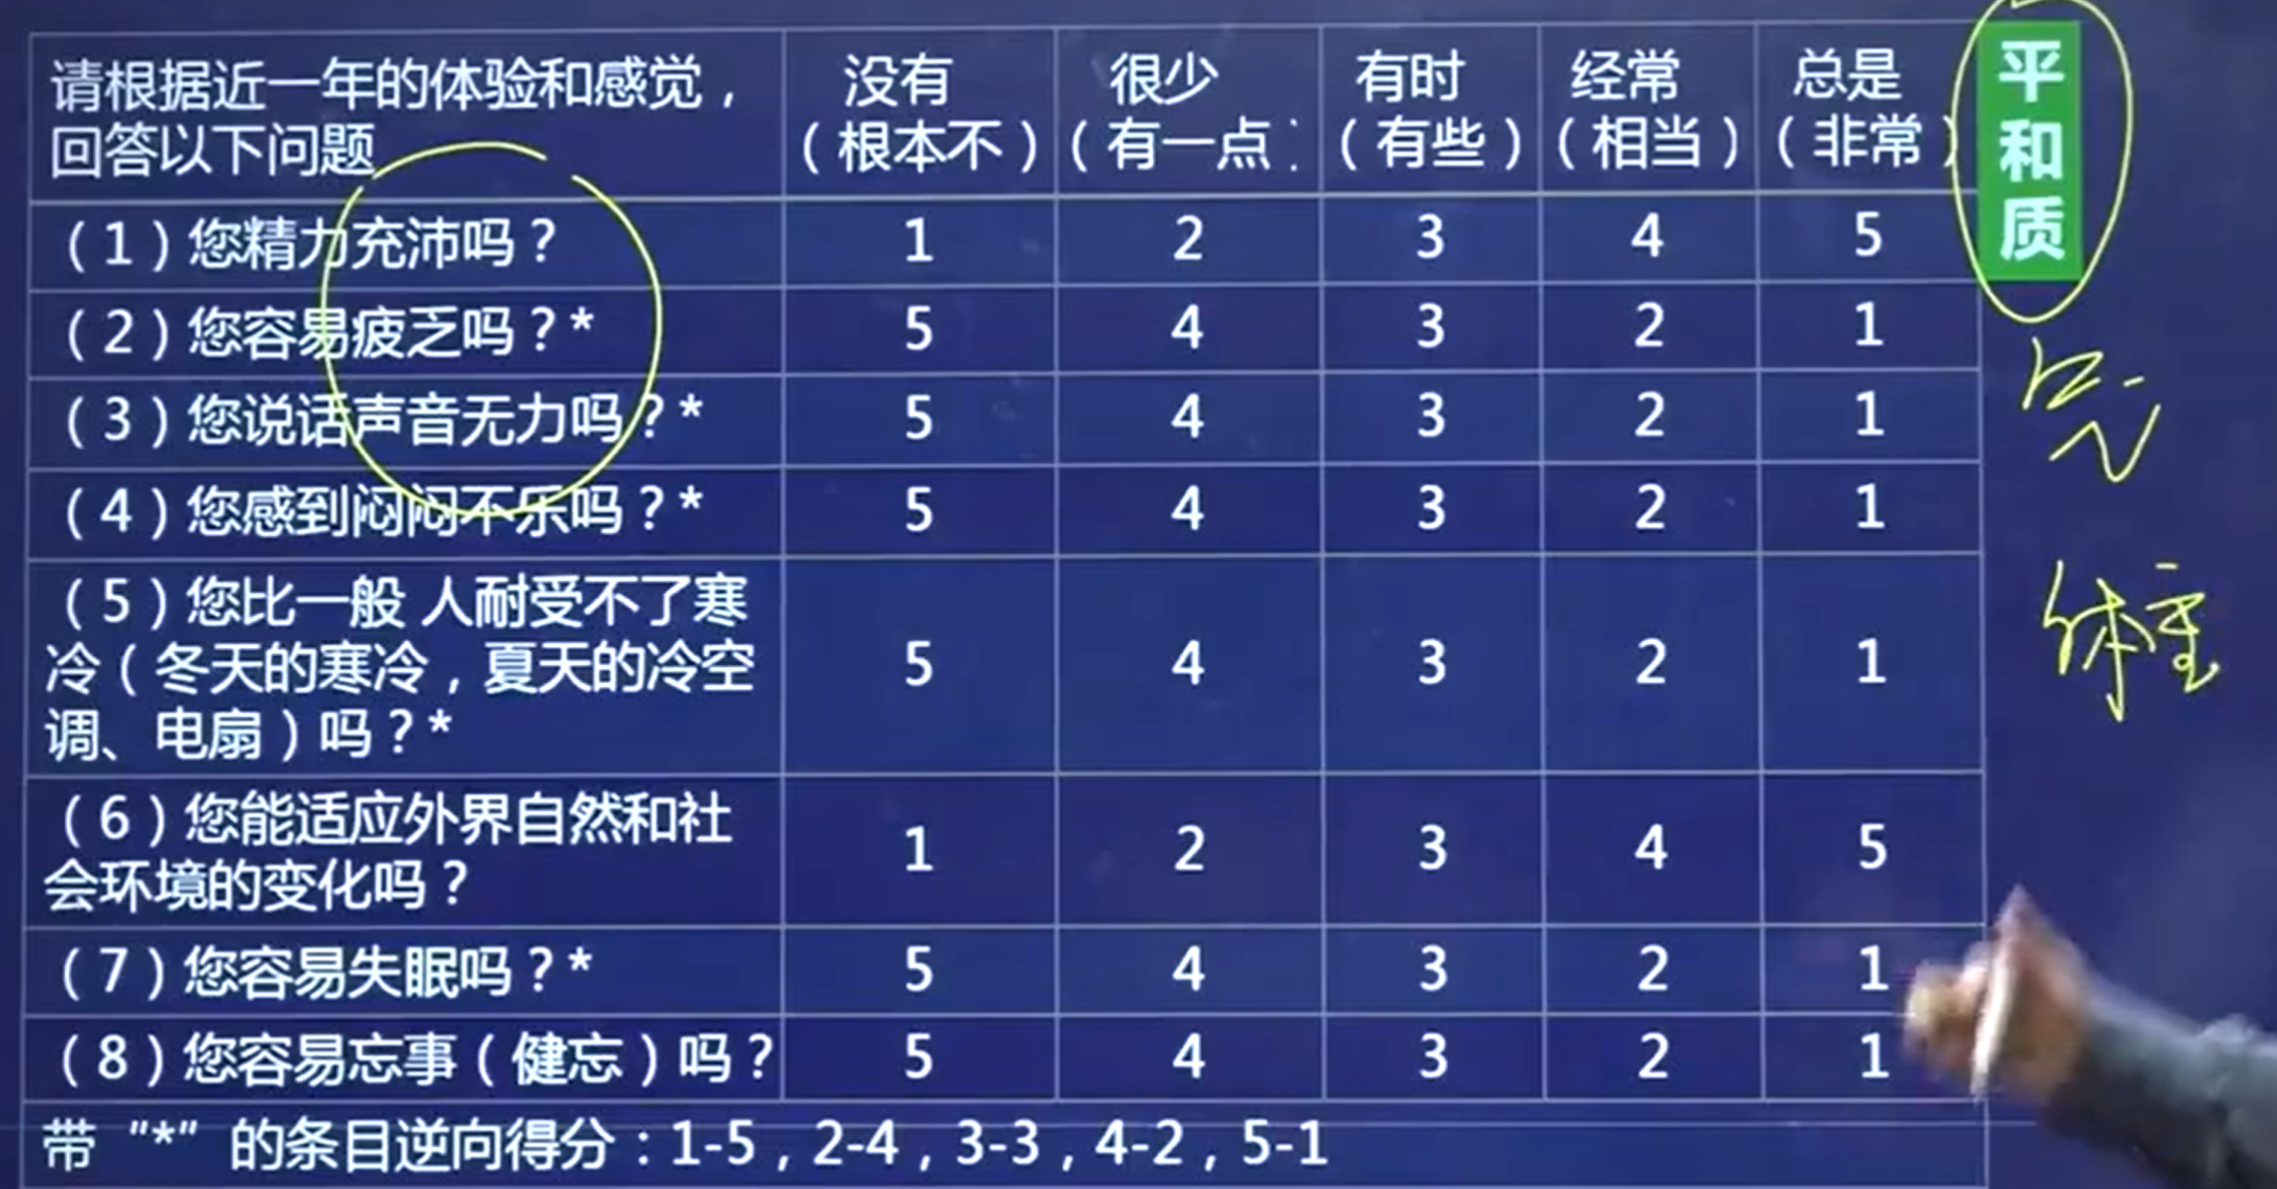 请根据近一年的体验和感觉，
回答以下问题
没有
（根本不）
很少
（有一点
有时
（有些）
经常
（相当）
总是
（非常）
平
和
质
（1）您精力充沛吗？ 1 2 3 4 5
（2）您容易疲乏吗？* 5 4 3 2 1
（3）您说话声音无力吗？* 5 4 3 2 1
（4）您感到闷闷不乐吗？* 5 4 3 2 1
（5）您比一般 人耐受不了寒
冷（冬天的寒冷，夏天的冷空
调、电扇）吗？* 5 4 3 2 1
（6）您能适应外界自然和社
会环境的变化吗？ 1 2 3 4 5
（7）您容易失眠吗？* 5 4 3 2 1
（8）您容易忘事（健忘）吗？ 5 4 3 2 1
带“*”的条目逆向得分：1-5，2-4，3-3，4-2，5-1